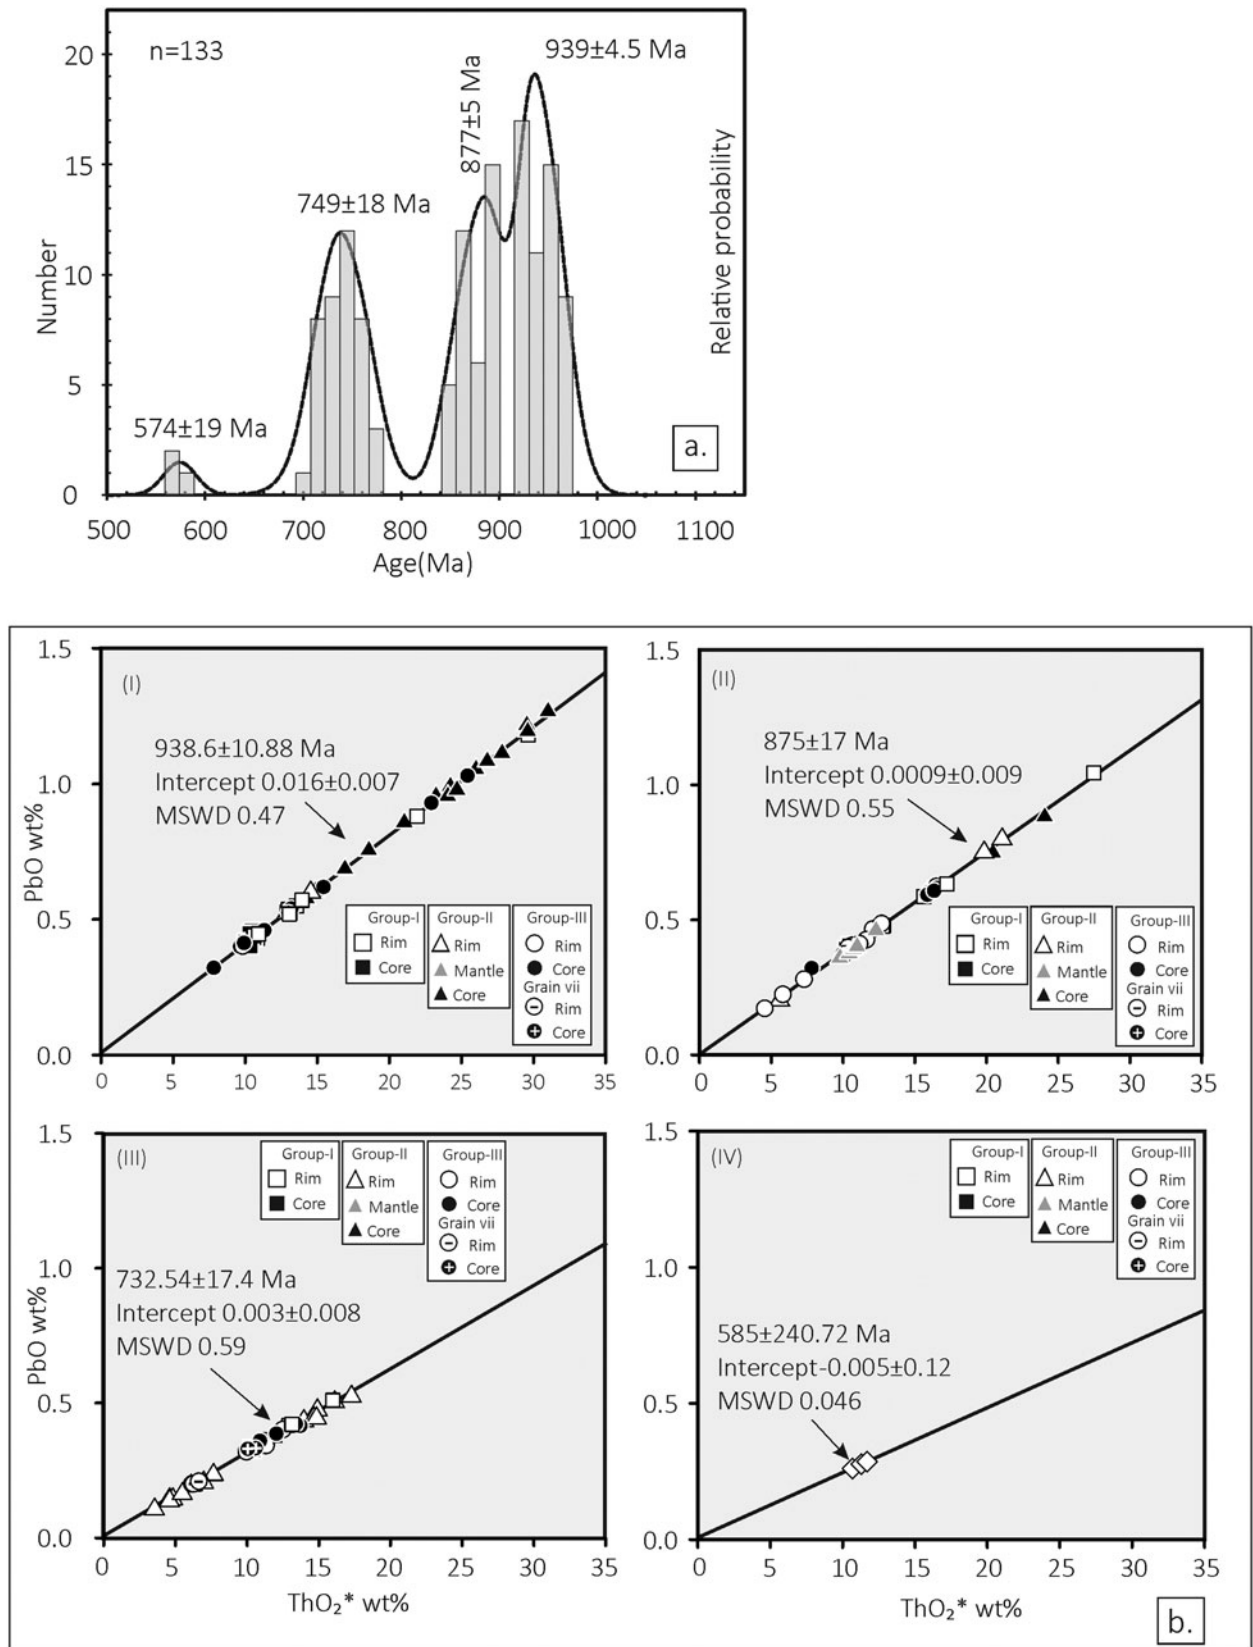 n=133
939±4.5 Ma
877±5 Ma
749±18 Ma
574±19 Ma
Number
Relative probability
20
15
10
5
0
a.
500 600 700 800 900 1000 1100
Age(Ma)
(I)
938.6±10.88 Ma
Intercept 0.016±0.007
MSWD 0.47
PbO wt%
1.5
1.0
0.5
0.0
0 5 10 15 20 25 30 35
Group-I
Rim
Core
Group-II
Rim
Mantle
Core
Group-III
Rim
Core
Grain vii
Rim
Core
(II)
875±17 Ma
Intercept 0.0009±0.009
MSWD 0.55
1.5
1.0
0.5
0.0
0 5 10 15 20 25 30 35
Group-I
Rim
Core
Group-II
Rim
Mantle
Core
Group-III
Rim
Core
Grain vii
Rim
Core
(III)
Group-I
Rim
Core
Group-II
Rim
Mantle
Core
Group-III
Rim
Core
Grain vii
Rim
Core
732.54±17.4 Ma
Intercept 0.003±0.008
MSWD 0.59
PbO wt%
1.5
1.0
0.5
0.0
0 5 10 15 20 25 30 35
ThO₂* wt%
(IV)
Group-I
Rim
Core
Group-II
Rim
Mantle
Core
Group-III
Rim
Core
Grain vii
Rim
Core
585±240.72 Ma
Intercept-0.005±0.12
MSWD 0.046
1.5
1.0
0.5
0.0
0 5 10 15 20 25 30 35
ThO₂* wt%
b.